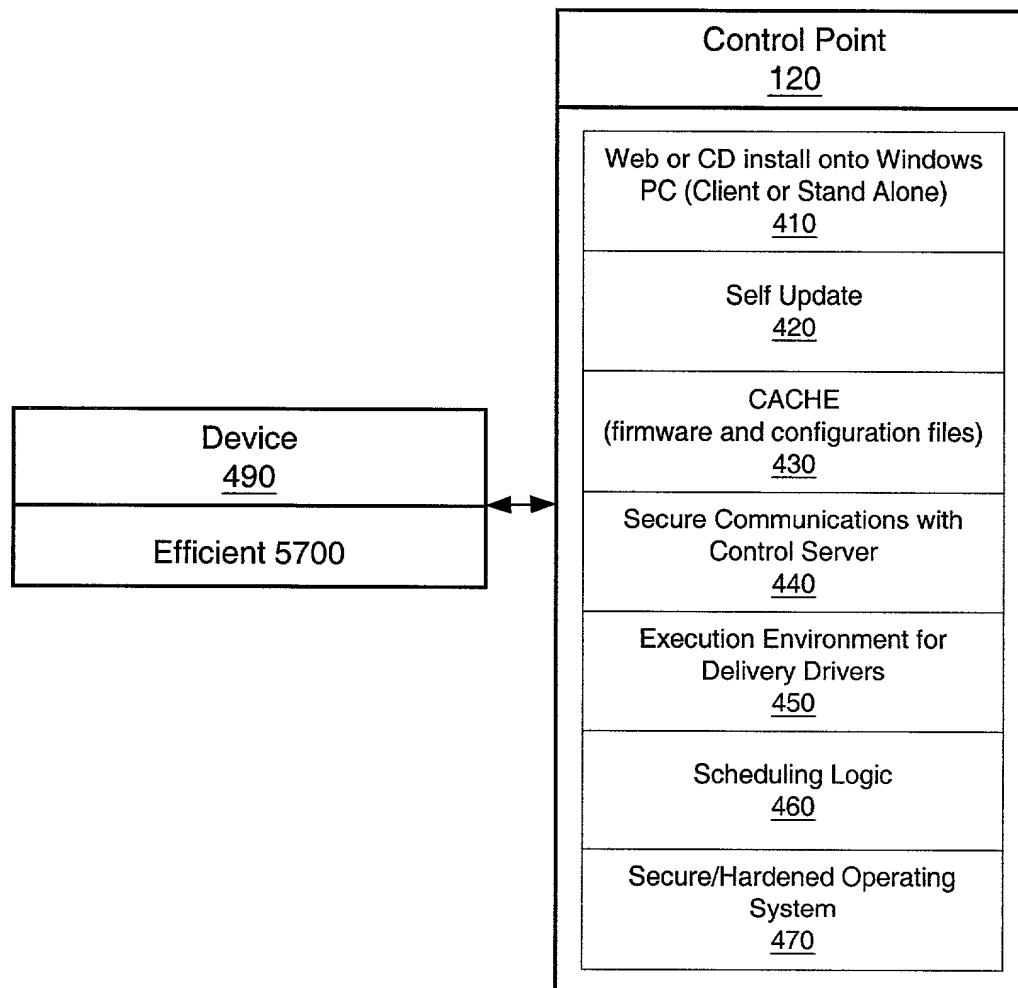 Control Point
120
Web or CD install onto Windows
PC (Client or Stand Alone)
410
Self Update
420
CACHE
(firmware and configuration files)
430
Secure Communications with
Control Server
440
Execution Environment for
Delivery Drivers
450
Scheduling Logic
460
Secure/Hardened Operating
System
470
Device
490
Efficient 5700